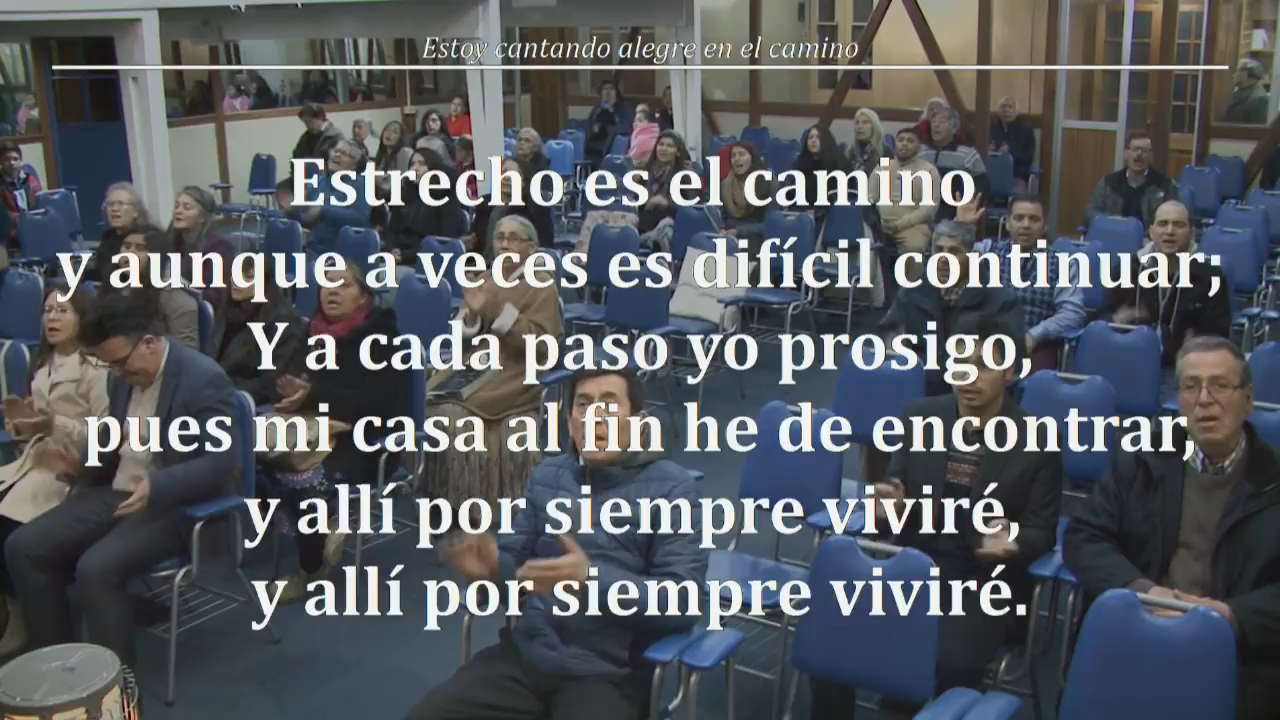 Estoy cantando alegre en el camino
Estrecho es el camino
y aunque a veces es difícil continuar;
Y a cada paso yo prosigo,
pues mi casa al fin he de encontrar,
y allí por siempre viviré,
y allí por siempre viviré.